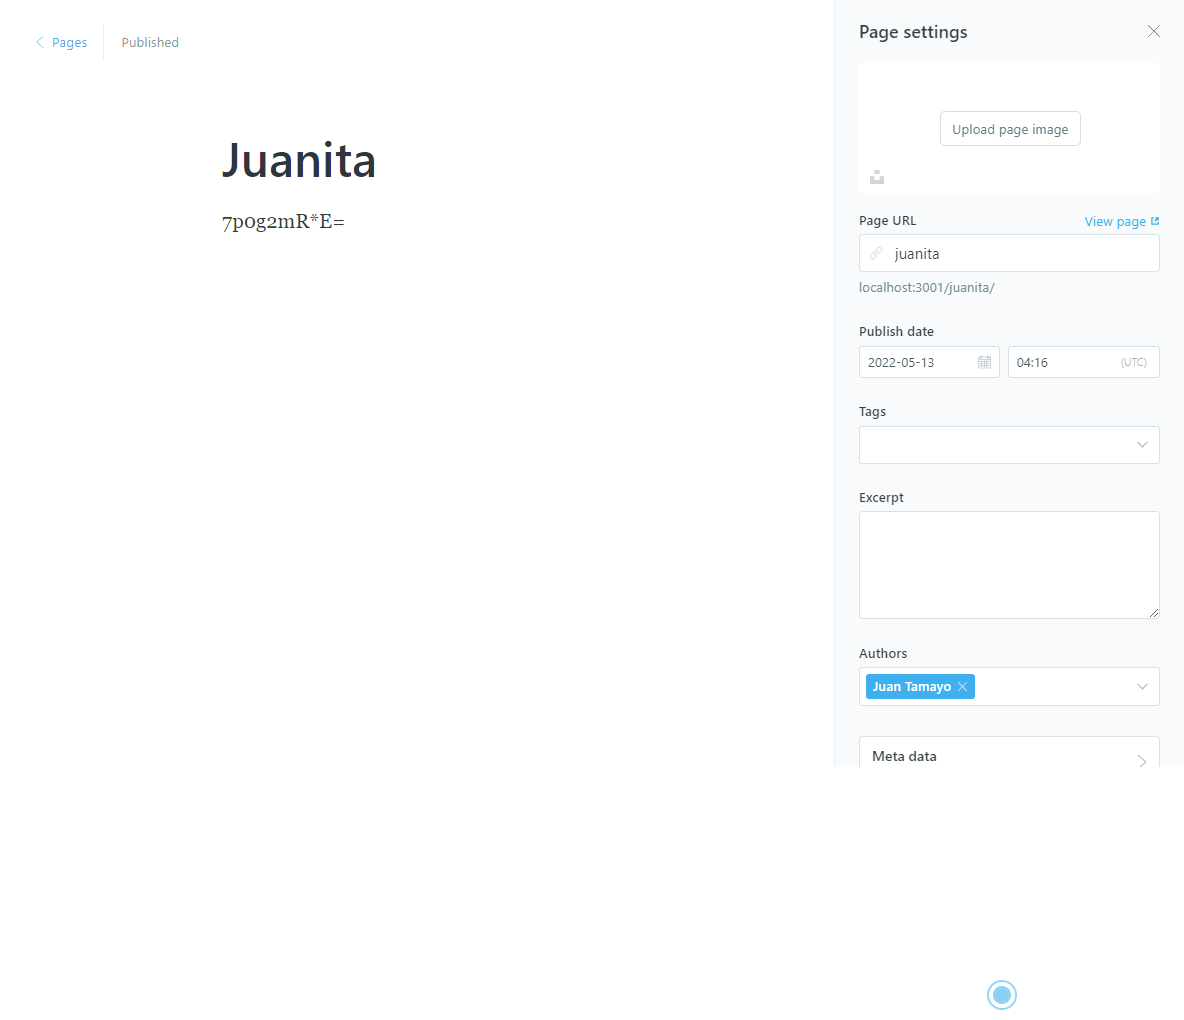 Pages
Published
Juanita
7p0g2mR*E=
Page settings
Upload page image
Page URL
View page
juanita
localhost:3001/juanita/
Publish date
2022-05-13
04:16
(UTC)
Tags
Excerpt
Authors
Juan Tamayo
Meta data